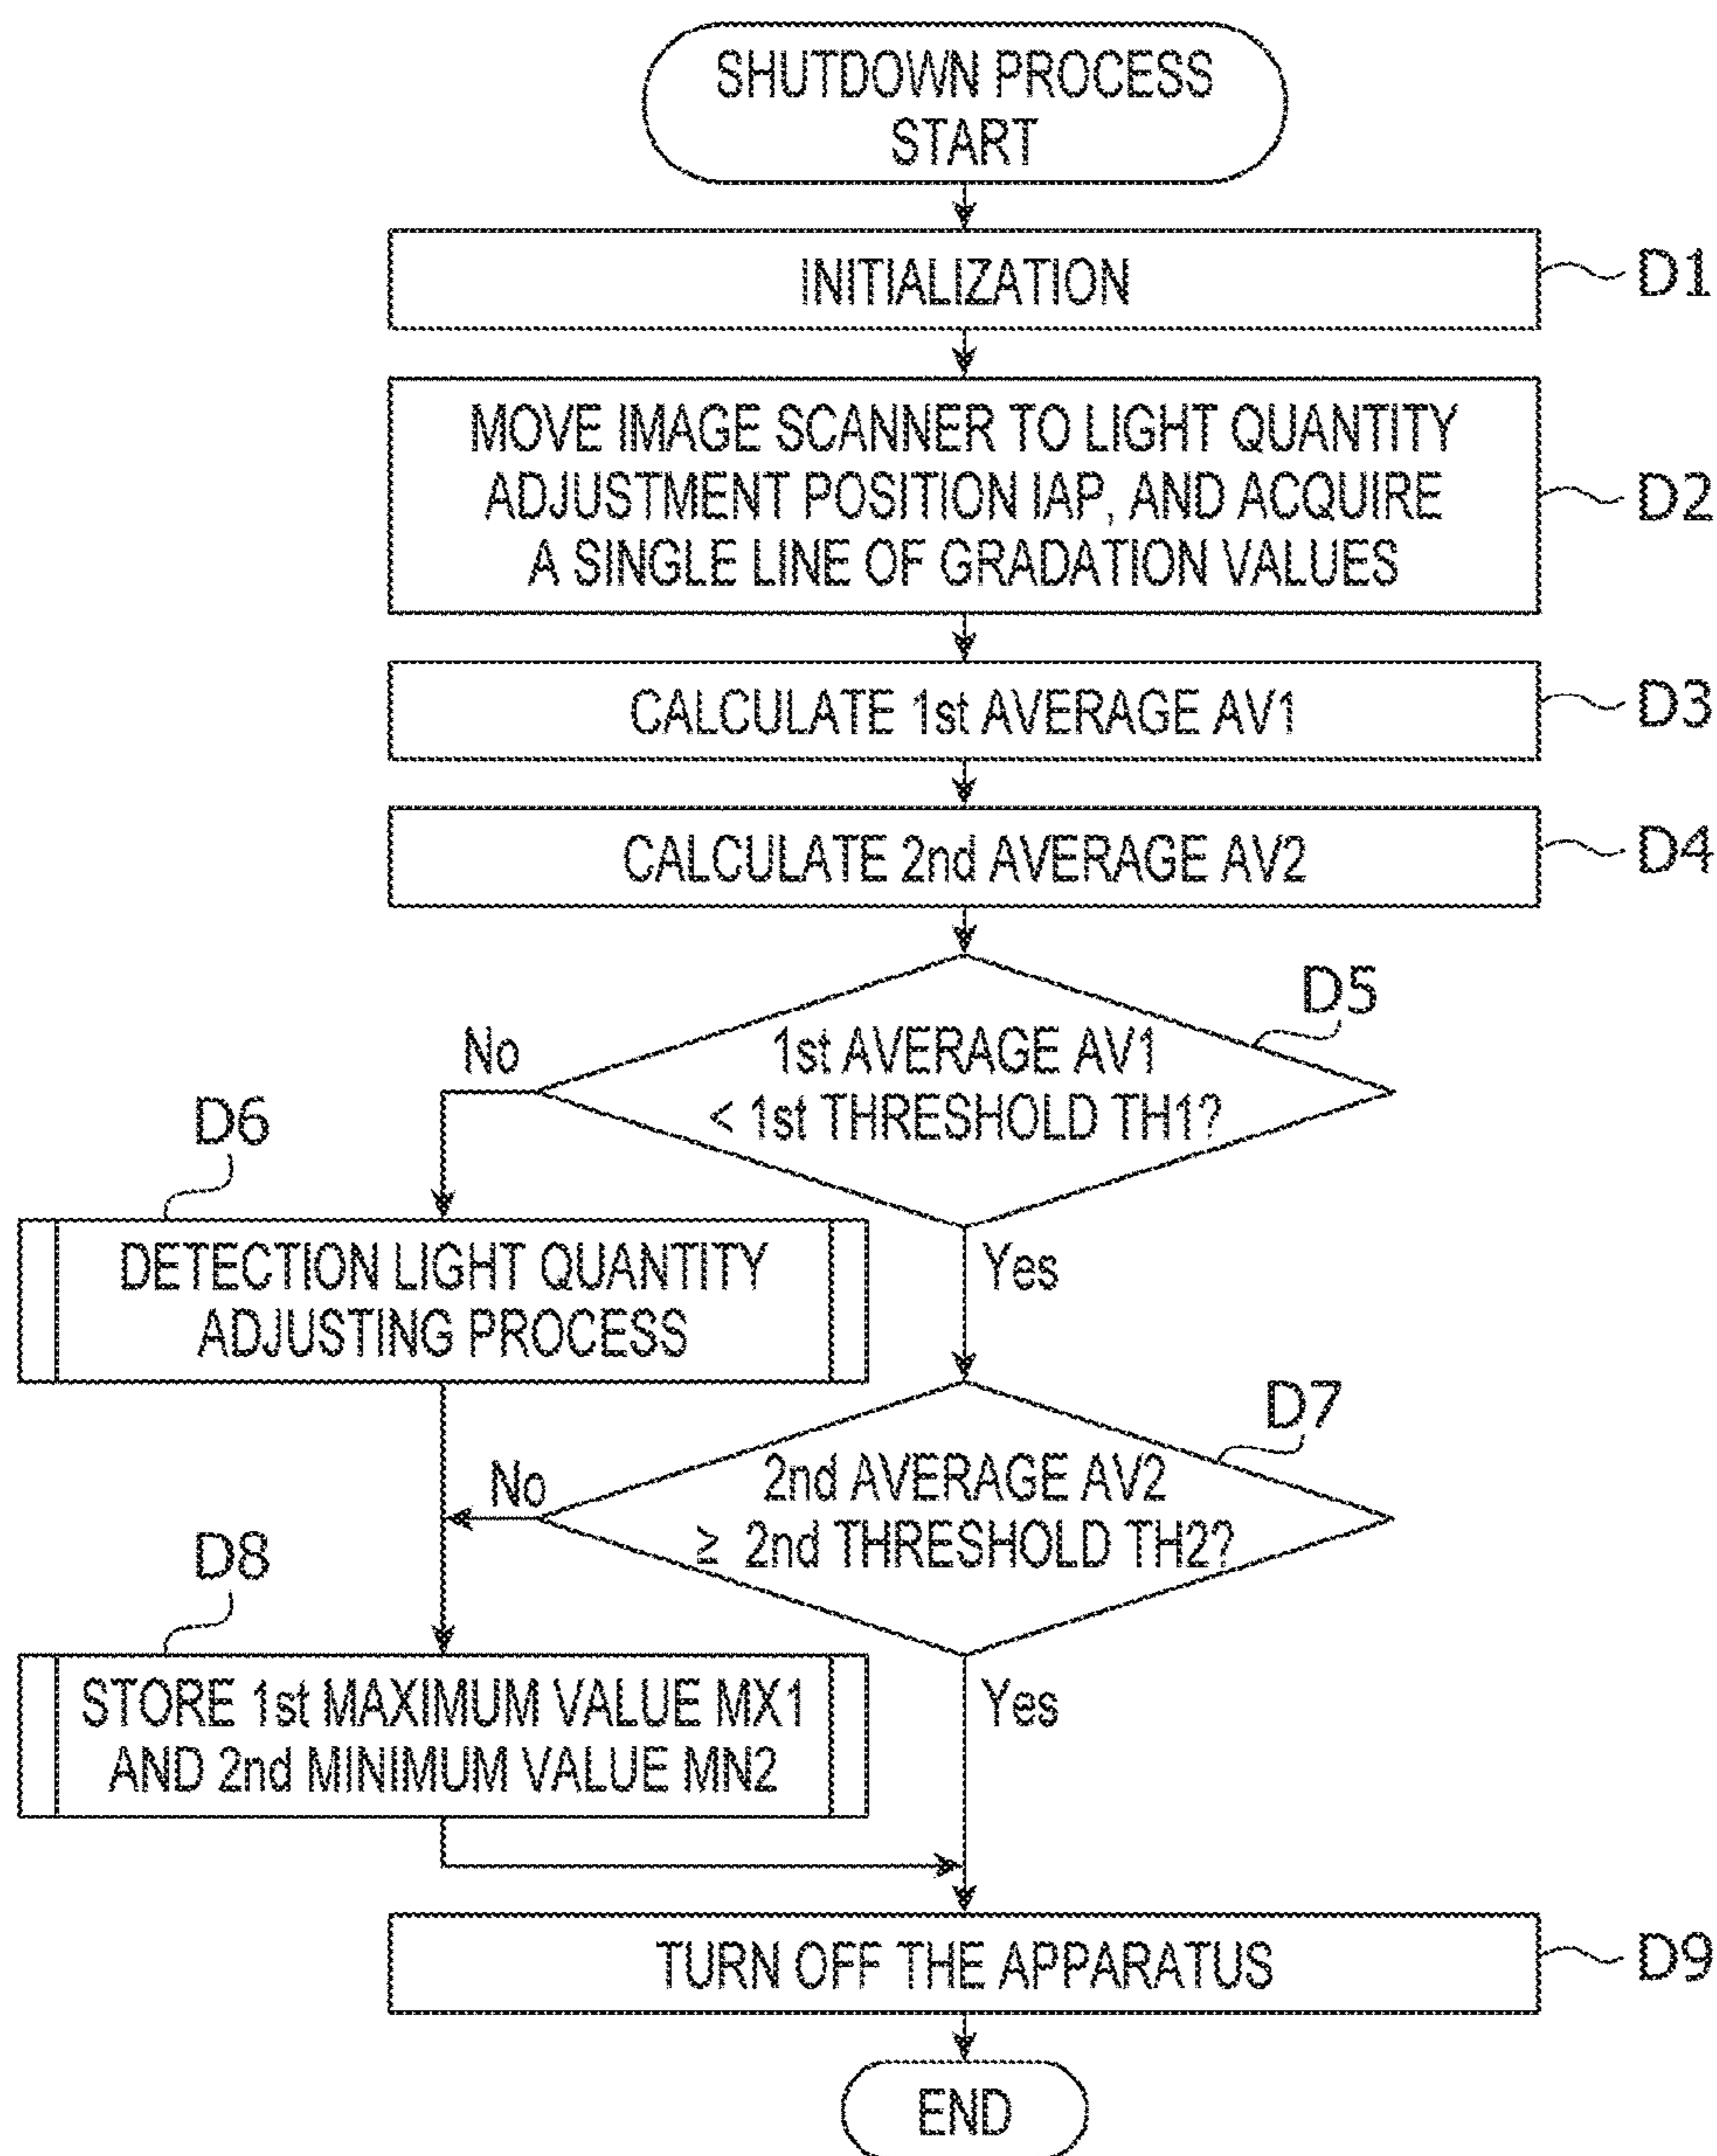 SHUTDOWN PROCESS
START
INITIALIZATION
D1
MOVE IMAGE SCANNER TO LIGHT QUANTITY
ADJUSTMENT POSITION IAP, AND ACQUIRE
A SINGLE LINE OF GRADATION VALUES
D2
CALCULATE 1st AVERAGE AV1
D3
CALCULATE 2nd AVERAGE AV2
D4
D5
1st AVERAGE AV1
< 1st THRESHOLD TH1?
No
Yes
D6
DETECTION LIGHT QUANTITY
ADJUSTING PROCESS
D7
2nd AVERAGE AV2
≥ 2nd THRESHOLD TH2?
No
Yes
D8
STORE 1st MAXIMUM VALUE MX1
AND 2nd MINIMUM VALUE MN2
TURN OFF THE APPARATUS
D9
END